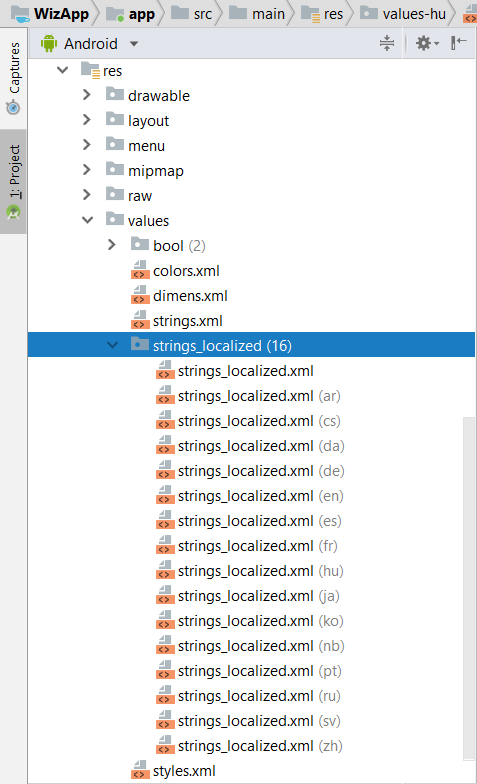 WizApp app src main res values-hu
Captures
1: Project
Android
res
drawable
layout
menu
mipmap
raw
values
bool (2)
colors.xml
dimens.xml
strings.xml
strings_localized (16)
strings_localized.xml
strings_localized.xml (ar)
strings_localized.xml (cs)
strings_localized.xml (da)
strings_localized.xml (de)
strings_localized.xml (en)
strings_localized.xml (es)
strings_localized.xml (fr)
strings_localized.xml (hu)
strings_localized.xml (ja)
strings_localized.xml (ko)
strings_localized.xml (nb)
strings_localized.xml (pt)
strings_localized.xml (ru)
strings_localized.xml (sv)
strings_localized.xml (zh)
styles.xml